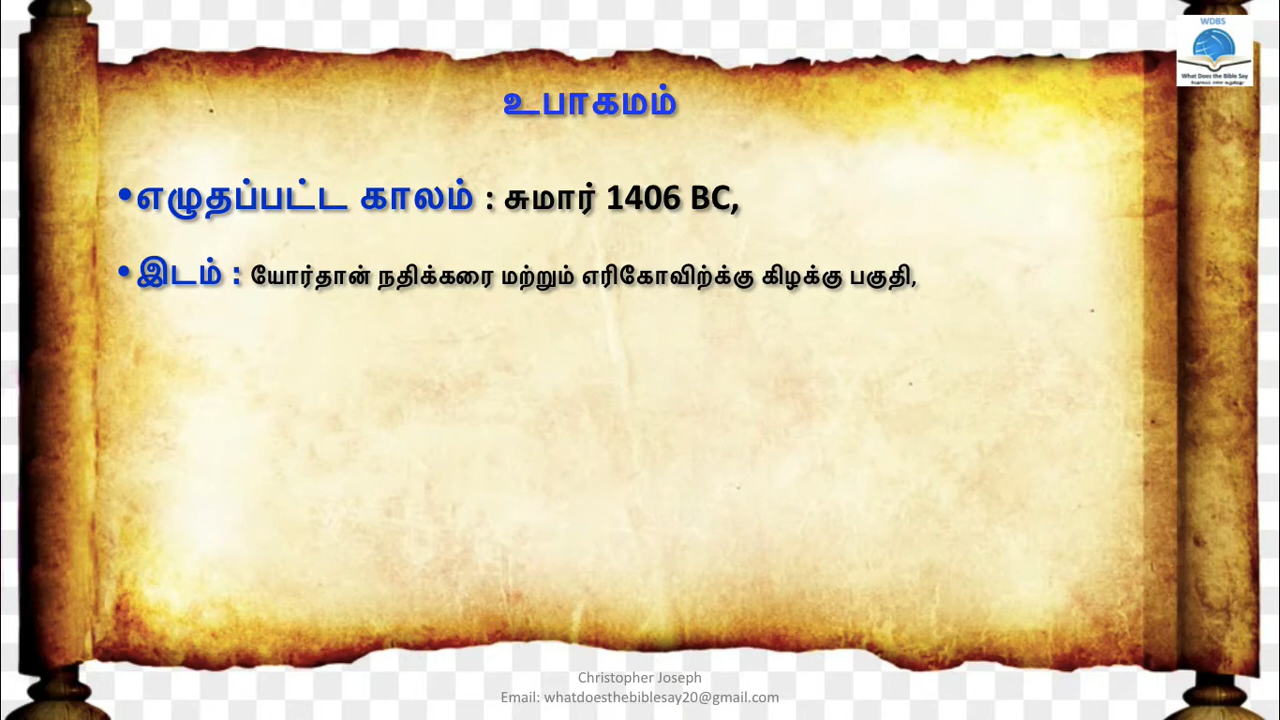 WDBS
What Does the Bible Say
உபாகமம்
•எழுதப்பட்ட காலம் : சுமார் 1406 BC,
•இடம் : யோர்தான் நதிக்கரை மற்றும் எரிகோவிற்க்கு கிழக்கு பகுதி,
Christopher Joseph
Email: whatdoesthebiblesay20@gmail.com